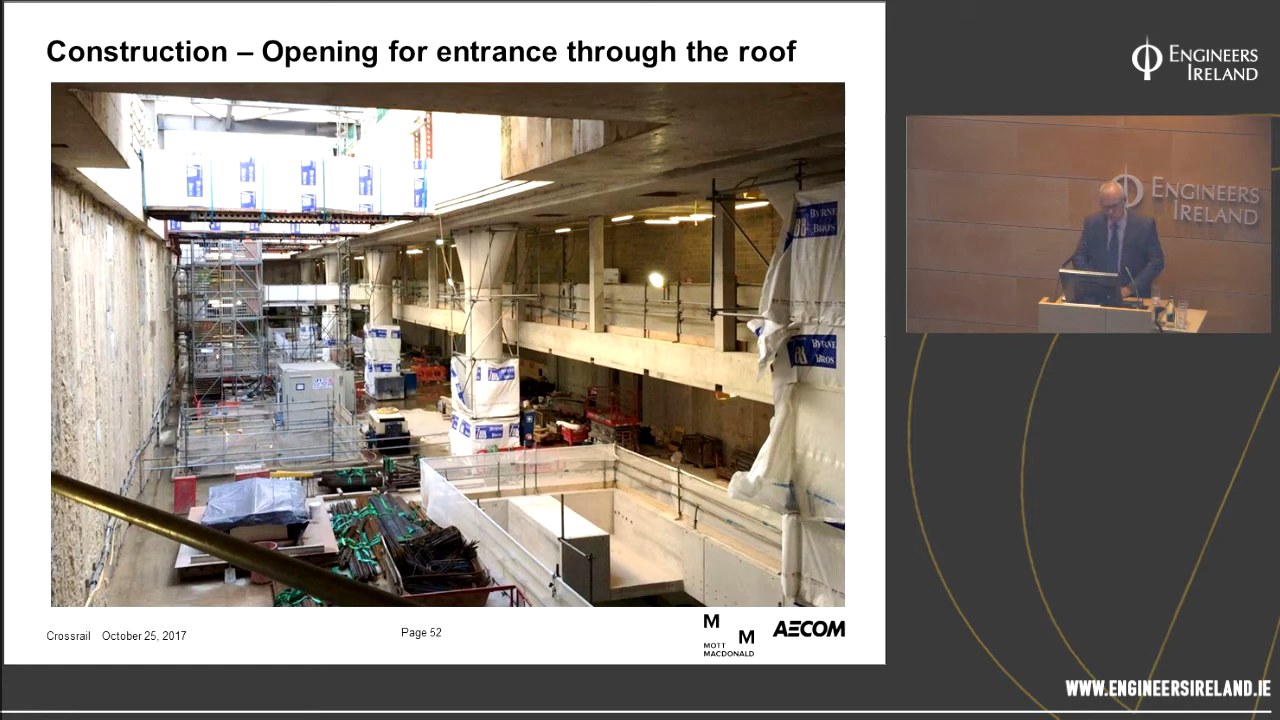 Construction – Opening for entrance through the roof
BYRNE
BROS
BYRNE
BROS
Crossrail October 25, 2017
Page 52
M
M
MOTT
MACDONALD
AECOM
ENGINEERS
IRELAND
ENGINEERS
IRELAND
WWW.ENGINEERSIRELAND.IE